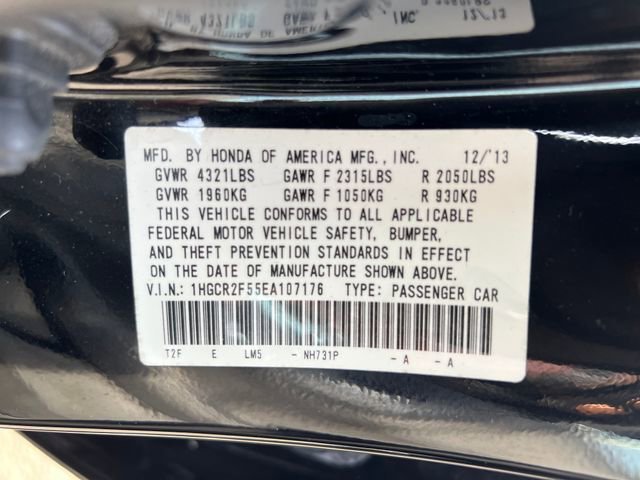 MFD. BY HONDA OF AMERICA MFG., INC. 12/'13
GVWR 4321LBS GAWR F 2315LBS R 2050LBS
GVWR 1960KG GAWR F 1050KG R 930KG
THIS VEHICLE CONFORMS TO ALL APPLICABLE
FEDERAL MOTOR VEHICLE SAFETY, BUMPER,
AND THEFT PREVENTION STANDARDS IN EFFECT
ON THE DATE OF MANUFACTURE SHOWN ABOVE.
V.I.N.: 1HGCR2F55EA107176 TYPE: PASSENGER CAR
T2F E LM5 - NH731P - A - A